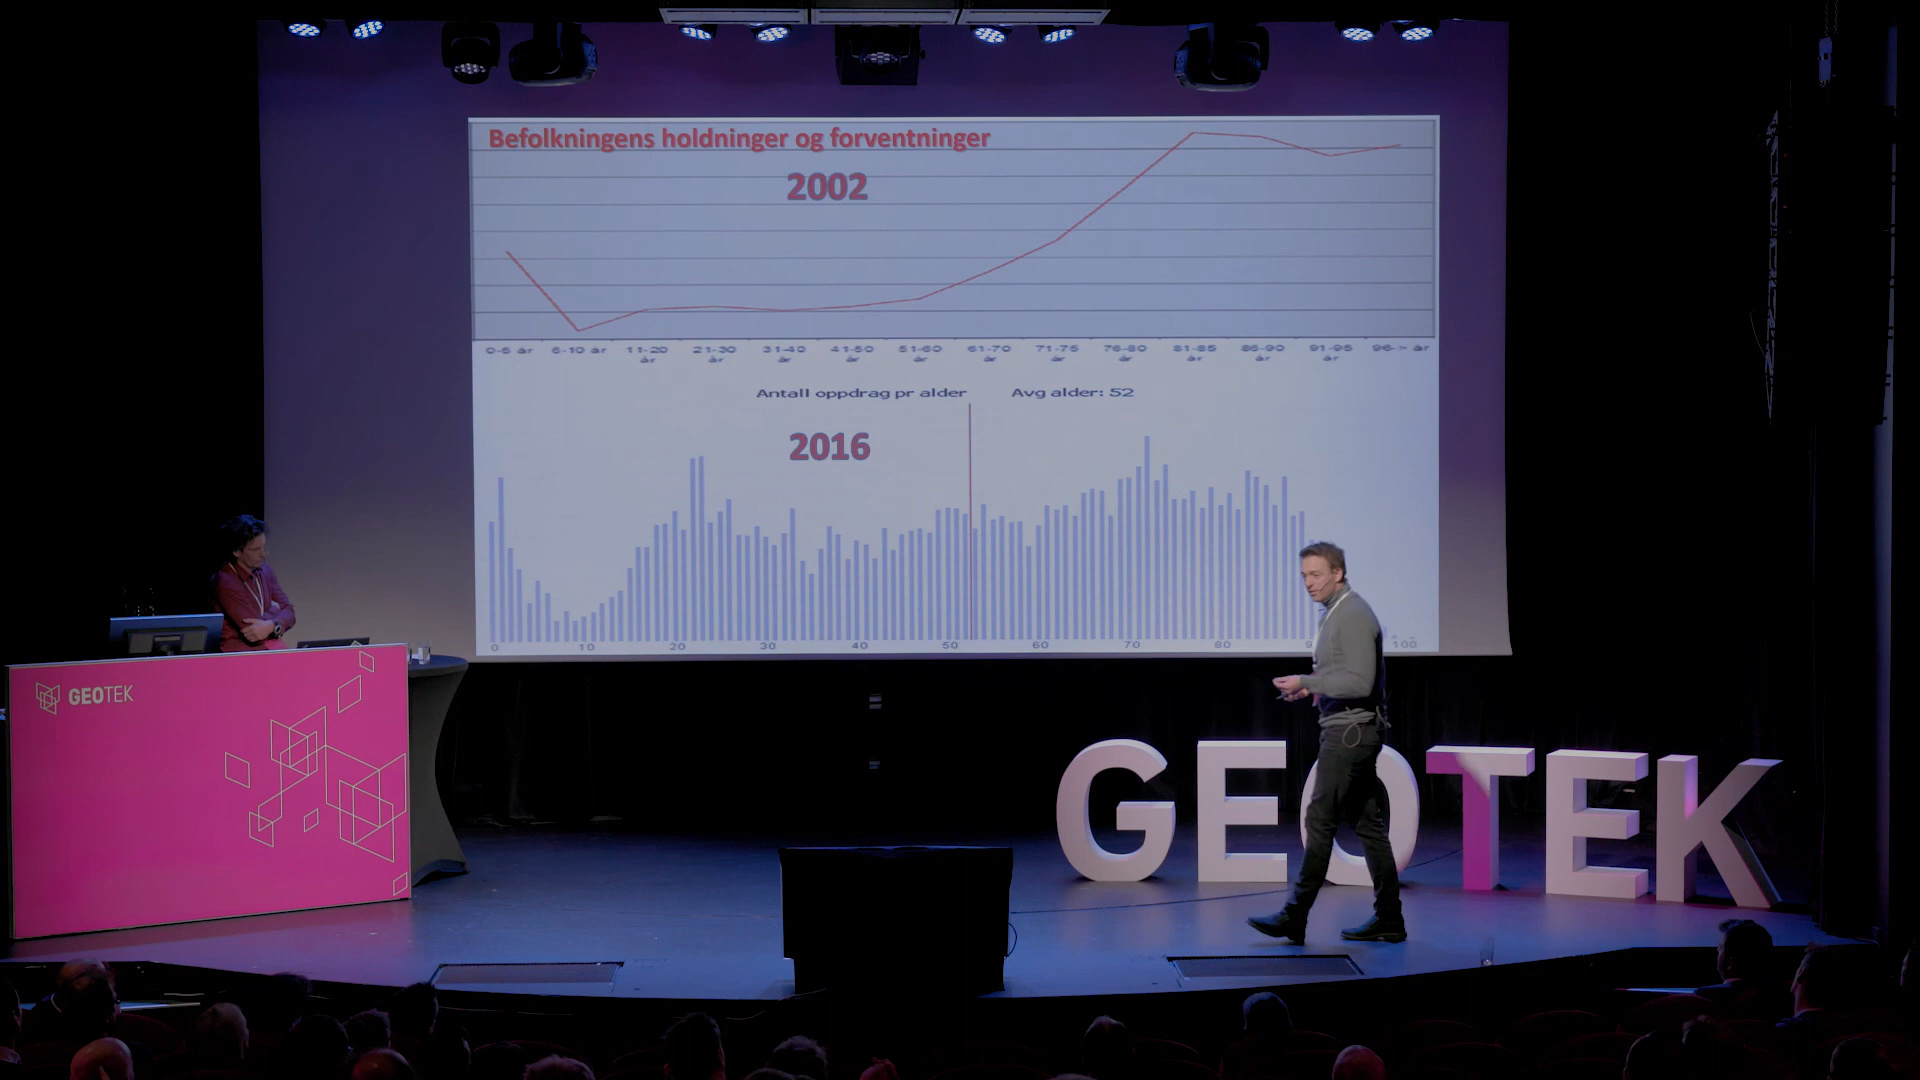 Befolkningens holdninger og forventninger
2002
0-5 år 6-10 år 11-20 år 21-30 år 31-40 år 41-50 år 51-60 år 61-70 år 71-75 år 76-80 år 81-85 år 86-90 år 91-95 år 96-> år
Antall oppdrag pr alder Avg alder: 52
2016
0 10 20 30 40 50 60 70 80 9 100
GEOTEK
GEOTEK